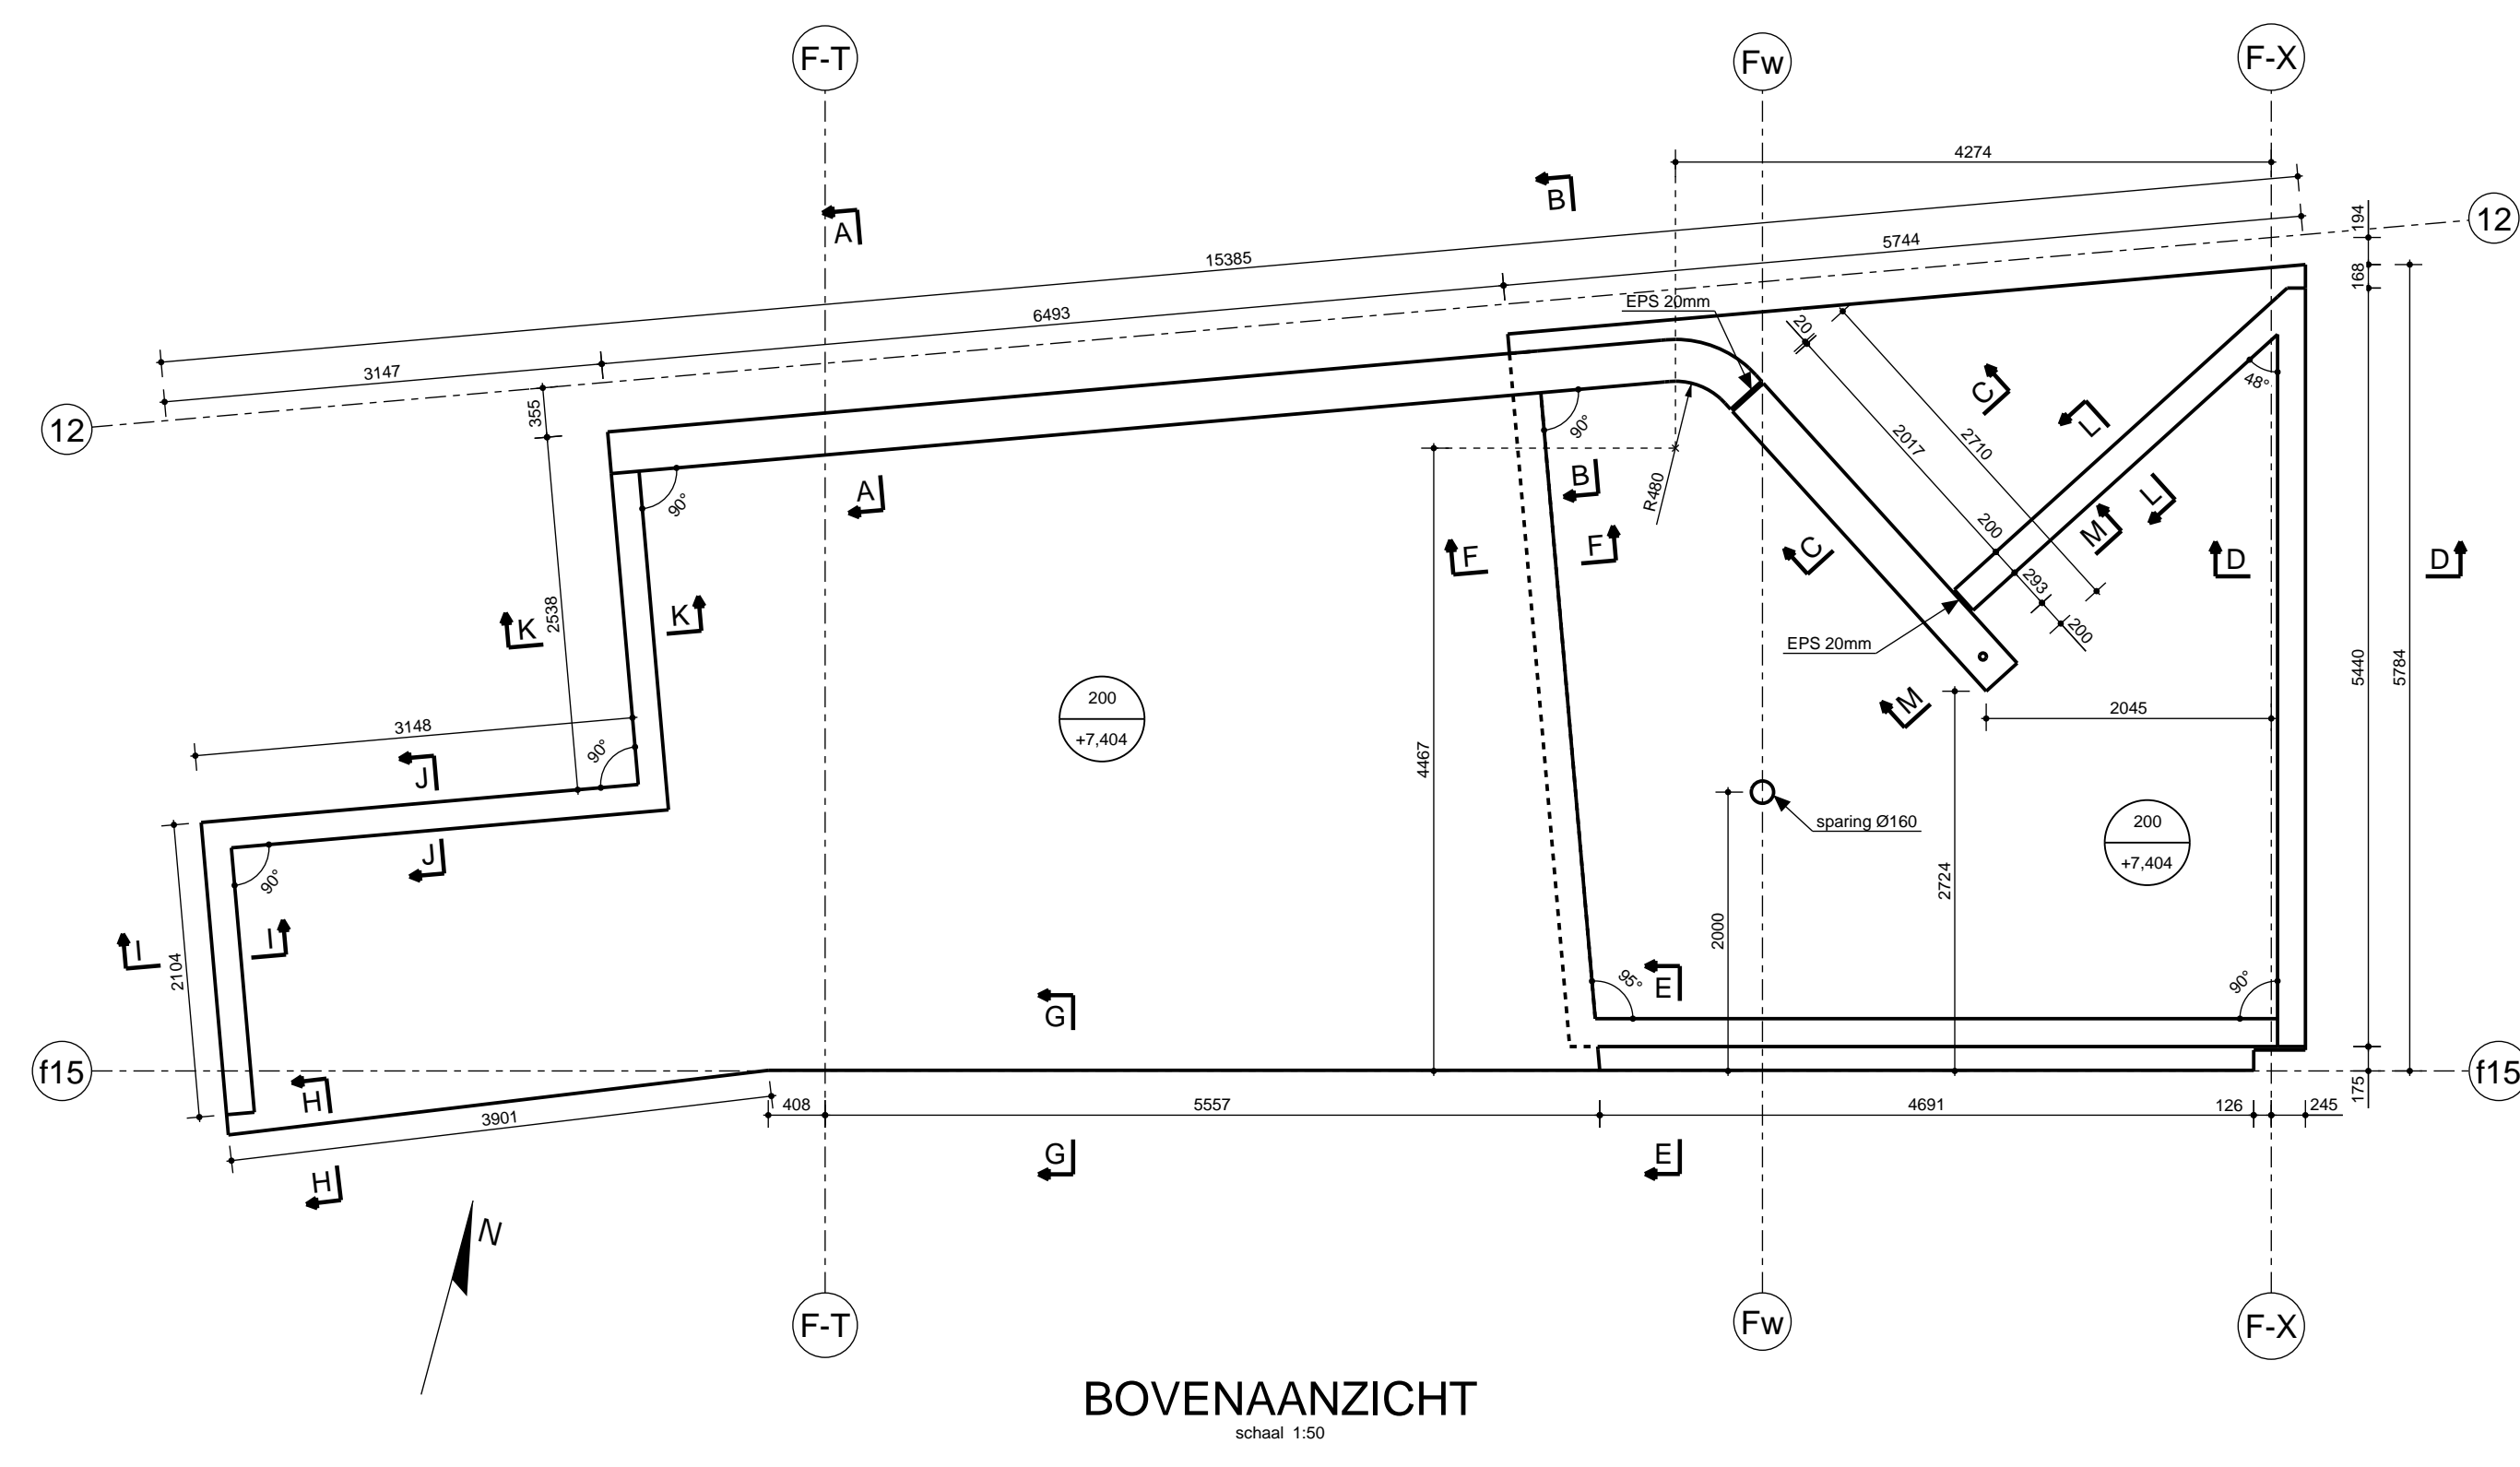 F-T
Fw
F-X
4274
B
194
12
A
5744
15385
168
EPS 20mm
6493
20
3147
48°
C
355
12
90°
L
2017
2710
B
R480
A
90°
L
200
M
F
F
C
D
D
293
2538
K
K
200
EPS 20mm
5440
5784
200
+7,404
M
2045
3148
90°
4467
J
sparing Ø160
200
+7,404
J
90°
2724
2000
I
I
2104
95°
E
90°
G
f15
f15
H
175
408
5557
4691
126
245
3901
G
E
H
N
F-T
Fw
F-X
BOVENAANZICHT
schaal 1:50